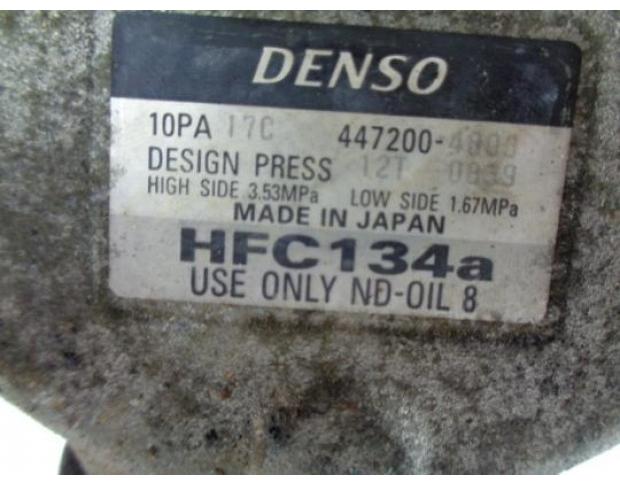 DENSO
10PA 17C 447200-
DESIGN PRESS 12T
HIGH SIDE 3.53MPa LOW SIDE 1.67MPa
MADE IN JAPAN
HFC134a
USE ONLY ND-OIL 8